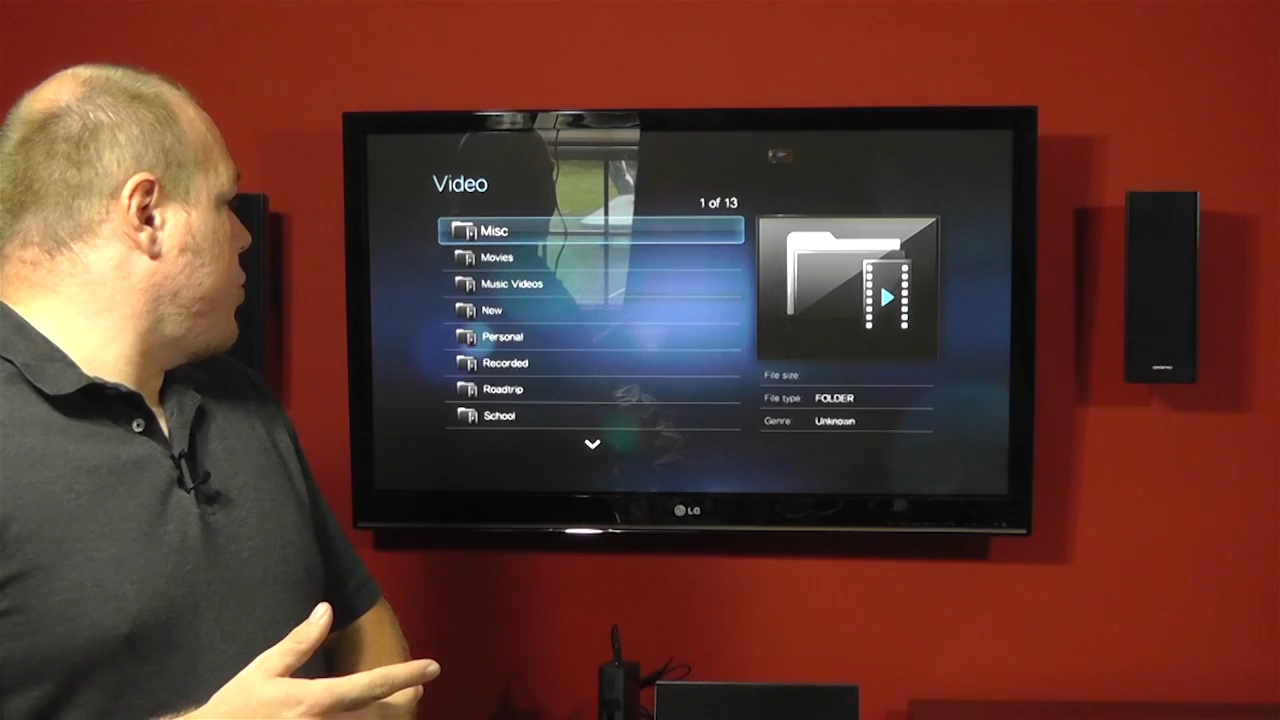 Video
1 of 13
Misc
Movies
Music Videos
New
Personal
Recorded
Roadtrip
School
File size:
File type: FOLDER
Genre: Unknown
LG
ONKYO